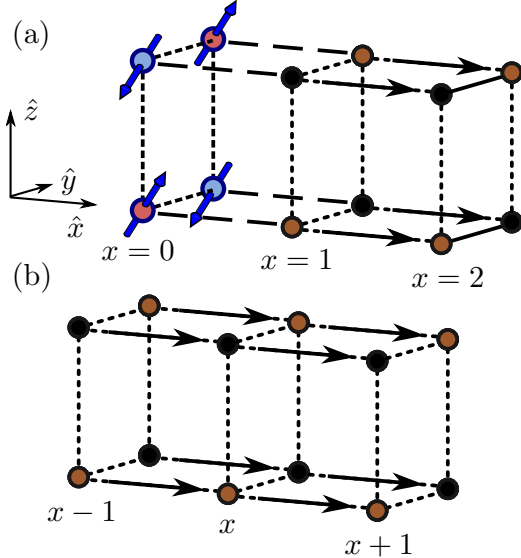 (a)
ẑ
ŷ
x̂
x = 0
x = 1
x = 2
(b)
x − 1
x
x + 1